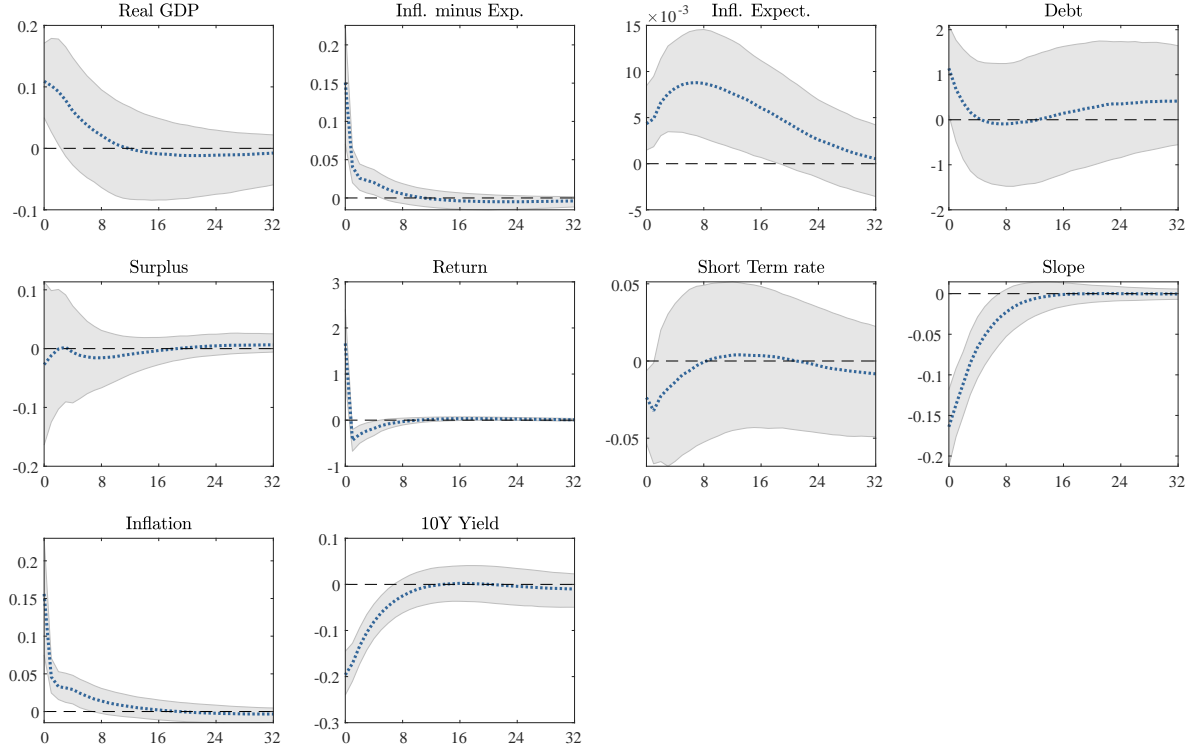 Real GDP
0.2
0.1
0
-0.1
0 8 16 24 32
Infl. minus Exp.
0.2
0.15
0.1
0.05
0
0 8 16 24 32
Infl. Expect.
×10⁻³
15
10
5
0
-5
0 8 16 24 32
Debt
2
1
0
-1
-2
0 8 16 24 32
Surplus
0.1
0
-0.1
-0.2
0 8 16 24 32
Return
3
2
1
0
-1
0 8 16 24 32
Short Term rate
0.05
0
-0.05
0 8 16 24 32
Slope
0
-0.05
-0.1
-0.15
-0.2
0 8 16 24 32
Inflation
0.2
0.15
0.1
0.05
0
0 8 16 24 32
10Y Yield
0.1
0
-0.1
-0.2
-0.3
0 8 16 24 32